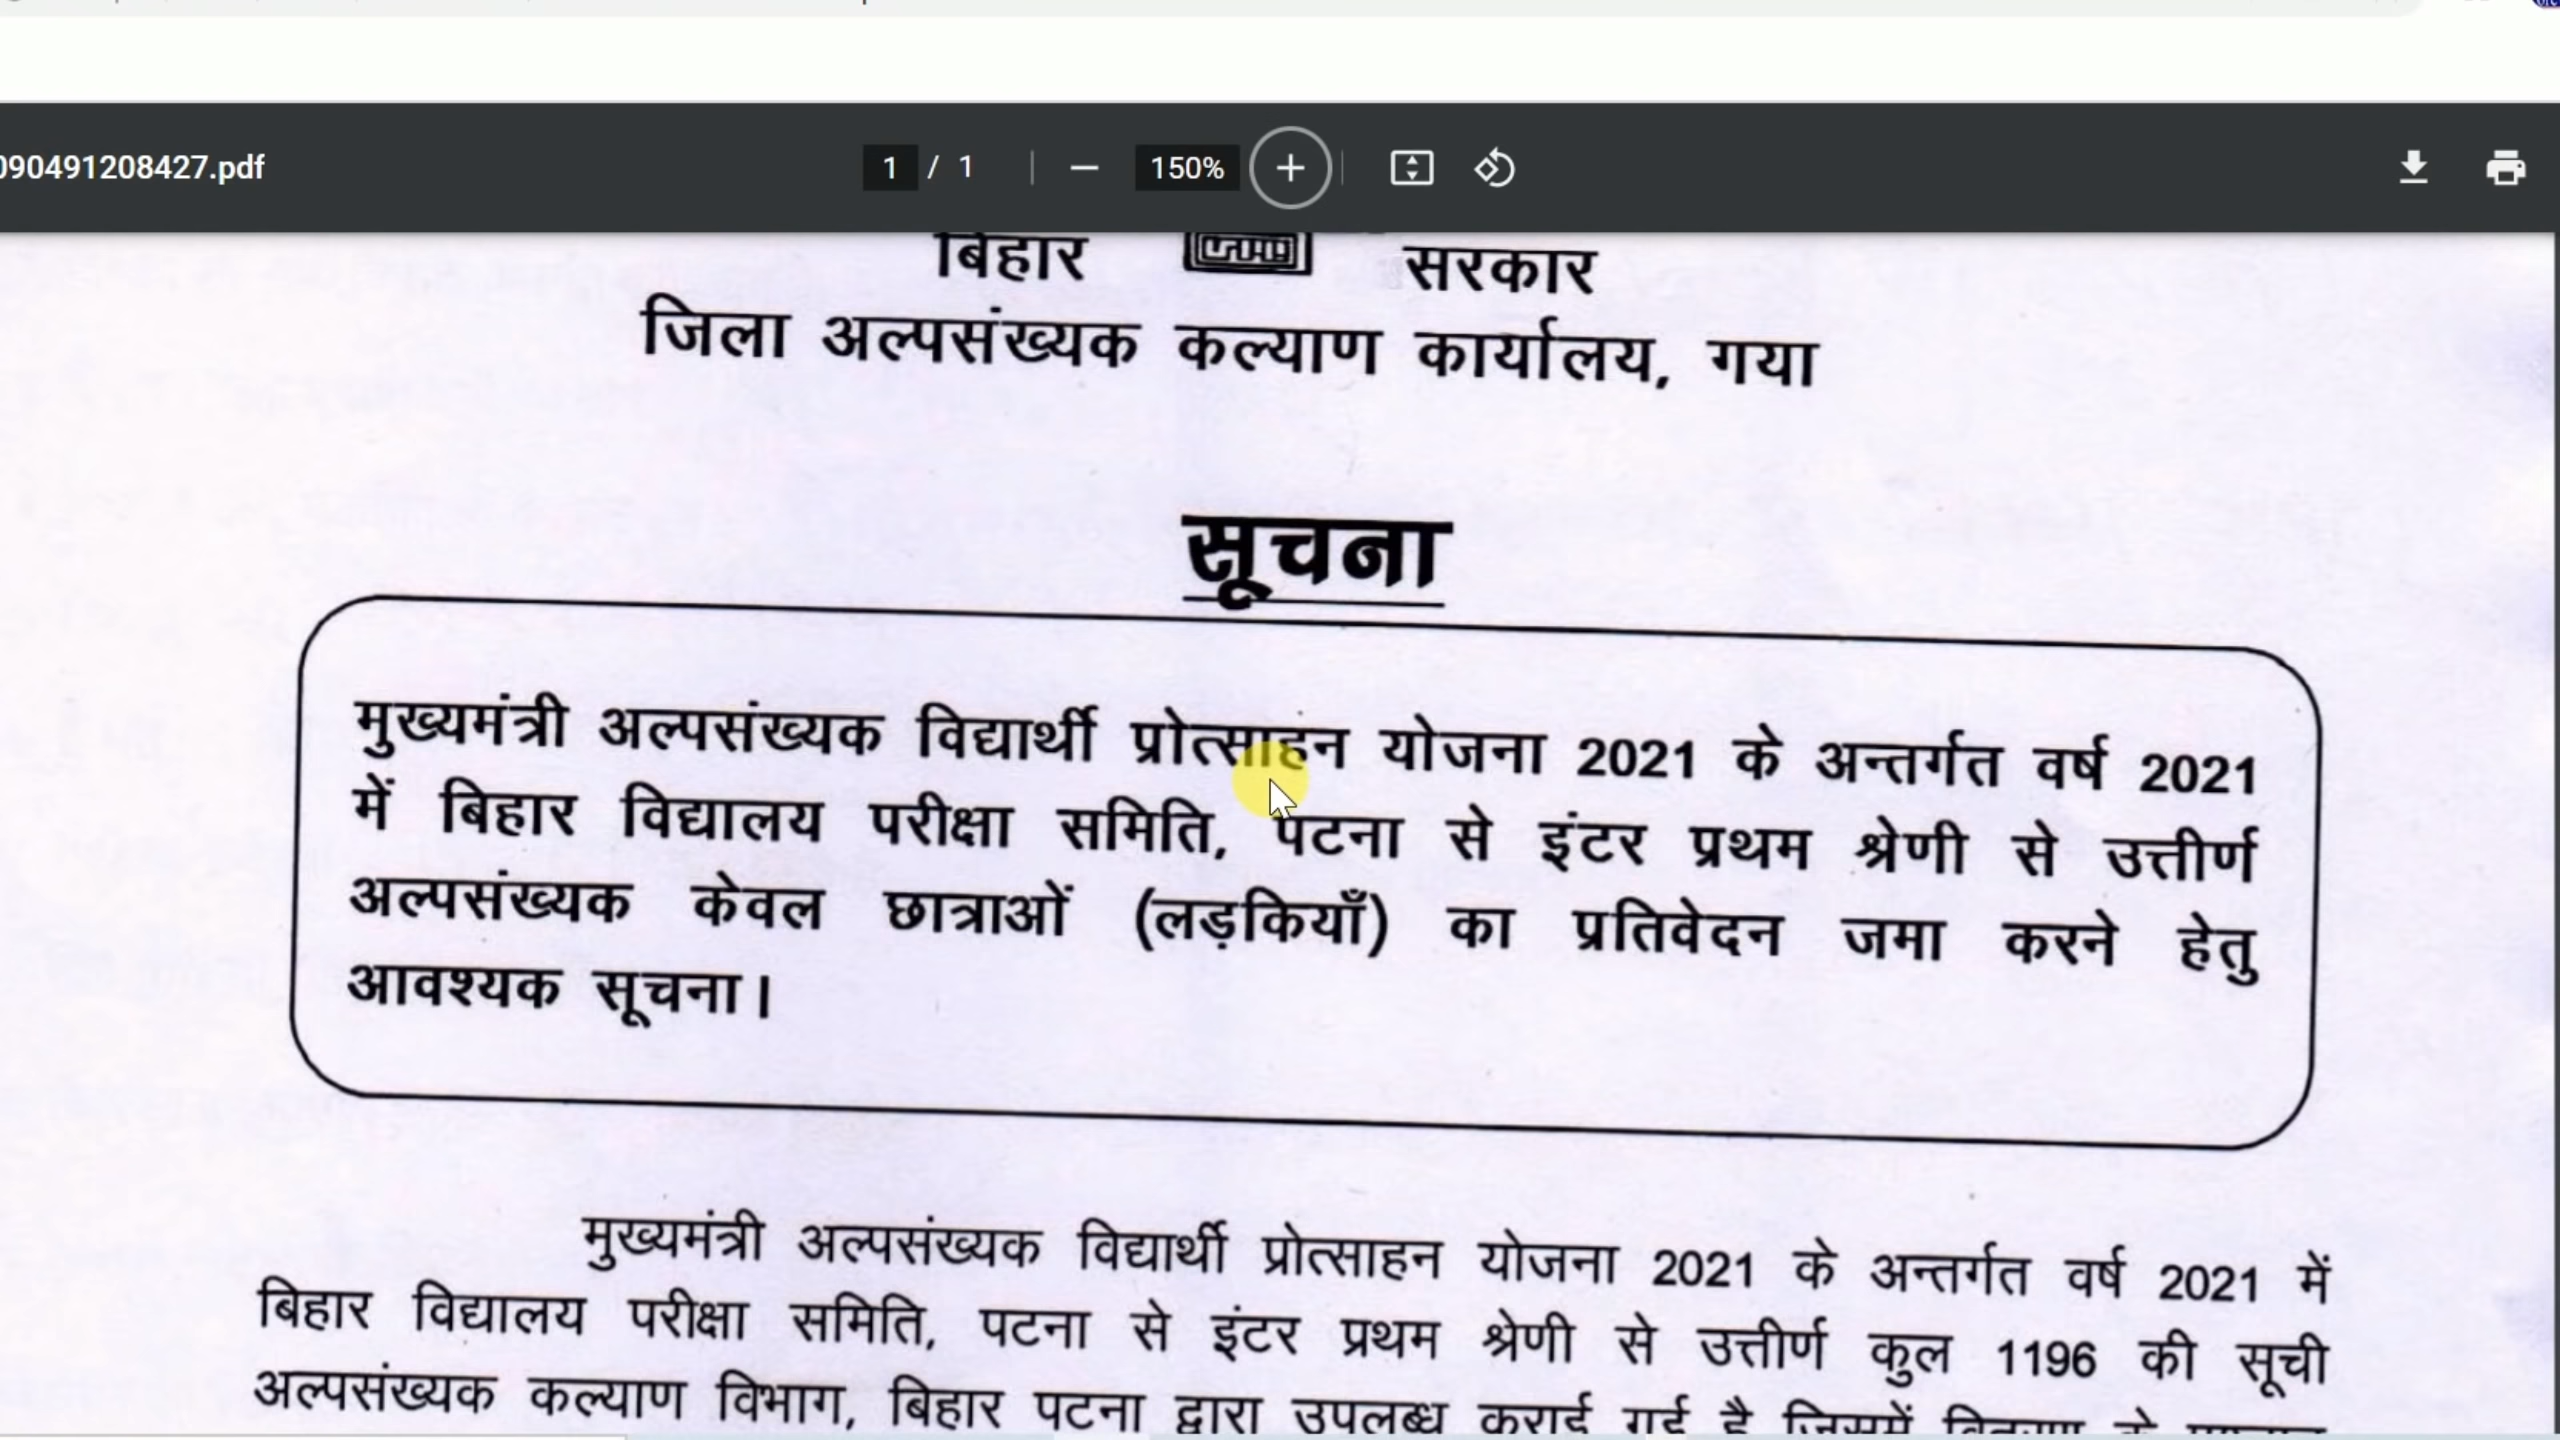 090491208427.pdf
1 / 1
150%
बिहार सरकार
जिला अल्पसंख्यक कल्याण कार्यालय, गया
सूचना
मुख्यमंत्री अल्पसंख्यक विद्यार्थी प्रोत्साहन योजना 2021 के अन्तर्गत वर्ष 2021
में बिहार विद्यालय परीक्षा समिति, पटना से इंटर प्रथम श्रेणी से उत्तीर्ण
अल्पसंख्यक केवल छात्राओं (लड़कियाँ) का प्रतिवेदन जमा करने हेतु
आवश्यक सूचना।
मुख्यमंत्री अल्पसंख्यक विद्यार्थी प्रोत्साहन योजना 2021 के अन्तर्गत वर्ष 2021 में
बिहार विद्यालय परीक्षा समिति, पटना से इंटर प्रथम श्रेणी से उत्तीर्ण कुल 1196 की सूची
अल्पसंख्यक कल्याण विभाग, बिहार पटना द्वारा उपलब्ध कराई गई है जिसमें